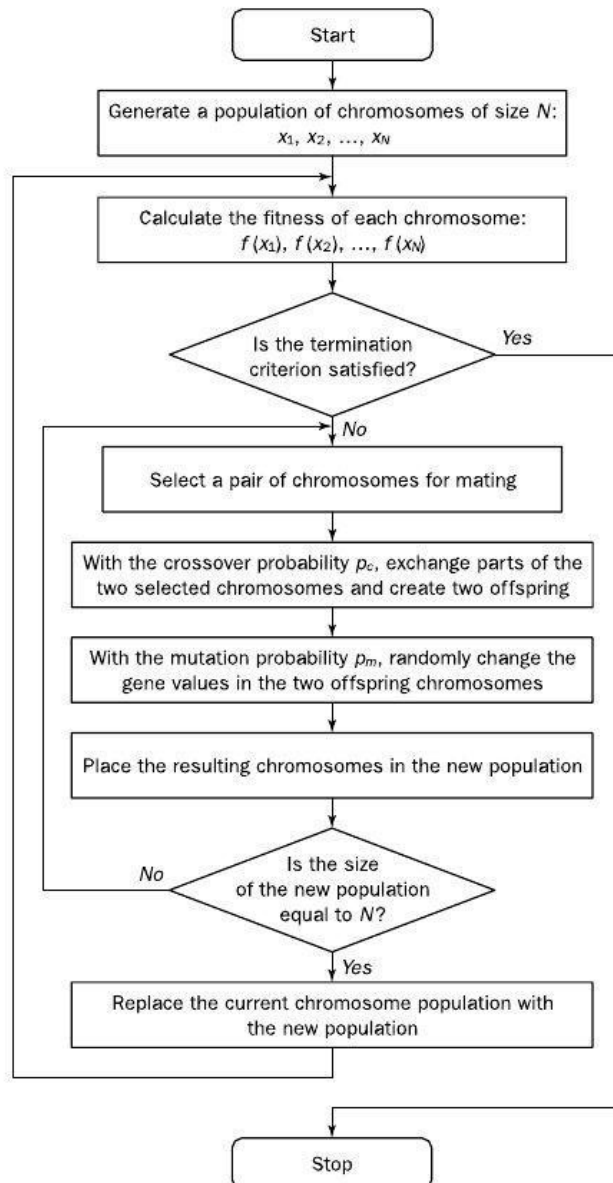 Start
Generate a population of chromosomes of size N:
x₁, x₂, ..., x_N
Calculate the fitness of each chromosome:
f (x₁), f (x₂), ..., f (x_N)
Is the termination
criterion satisfied?
Yes
No
Select a pair of chromosomes for mating
With the crossover probability p_c, exchange parts of the
two selected chromosomes and create two offspring
With the mutation probability p_m, randomly change the
gene values in the two offspring chromosomes
Place the resulting chromosomes in the new population
Is the size
of the new population
equal to N?
No
Yes
Replace the current chromosome population with
the new population
Stop